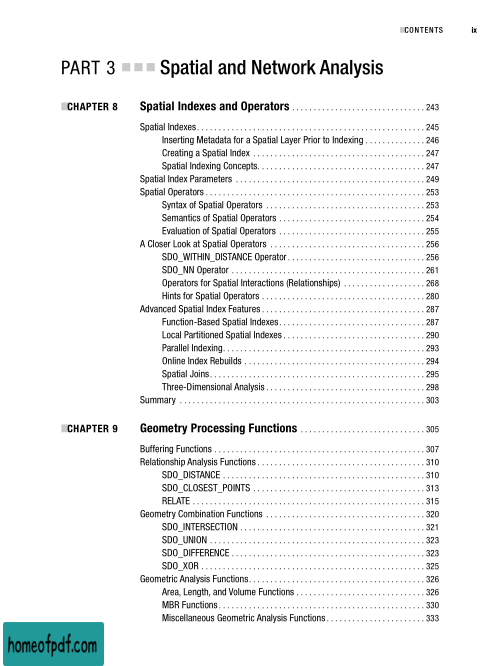 ■CONTENTS ix
PART 3 ■ ■ ■ Spatial and Network Analysis
■CHAPTER 8 Spatial Indexes and Operators . . . . . . . . . . . . . . . . . . . . . . . . . . . . . . . . 243
Spatial Indexes. . . . . . . . . . . . . . . . . . . . . . . . . . . . . . . . . . . . . . . . . . . . . . . . . . . . 245
Inserting Metadata for a Spatial Layer Prior to Indexing . . . . . . . . . . . . . . 246
Creating a Spatial Index . . . . . . . . . . . . . . . . . . . . . . . . . . . . . . . . . . . . . . . 247
Spatial Indexing Concepts. . . . . . . . . . . . . . . . . . . . . . . . . . . . . . . . . . . . . . 247
Spatial Index Parameters . . . . . . . . . . . . . . . . . . . . . . . . . . . . . . . . . . . . . . . . . . . 249
Spatial Operators . . . . . . . . . . . . . . . . . . . . . . . . . . . . . . . . . . . . . . . . . . . . . . . . . . 253
Syntax of Spatial Operators . . . . . . . . . . . . . . . . . . . . . . . . . . . . . . . . . . . . 253
Semantics of Spatial Operators . . . . . . . . . . . . . . . . . . . . . . . . . . . . . . . . . 254
Evaluation of Spatial Operators . . . . . . . . . . . . . . . . . . . . . . . . . . . . . . . . . 255
A Closer Look at Spatial Operators . . . . . . . . . . . . . . . . . . . . . . . . . . . . . . . . . . . 256
SDO_WITHIN_DISTANCE Operator . . . . . . . . . . . . . . . . . . . . . . . . . . . . . . . 256
SDO_NN Operator . . . . . . . . . . . . . . . . . . . . . . . . . . . . . . . . . . . . . . . . . . . . 261
Operators for Spatial Interactions (Relationships) . . . . . . . . . . . . . . . . . . . 268
Hints for Spatial Operators . . . . . . . . . . . . . . . . . . . . . . . . . . . . . . . . . . . . . 280
Advanced Spatial Index Features . . . . . . . . . . . . . . . . . . . . . . . . . . . . . . . . . . . . . 287
Function-Based Spatial Indexes . . . . . . . . . . . . . . . . . . . . . . . . . . . . . . . . . 287
Local Partitioned Spatial Indexes . . . . . . . . . . . . . . . . . . . . . . . . . . . . . . . . 290
Parallel Indexing. . . . . . . . . . . . . . . . . . . . . . . . . . . . . . . . . . . . . . . . . . . . . . 293
Online Index Rebuilds . . . . . . . . . . . . . . . . . . . . . . . . . . . . . . . . . . . . . . . . . 294
Spatial Joins . . . . . . . . . . . . . . . . . . . . . . . . . . . . . . . . . . . . . . . . . . . . . . . . . 295
Three-Dimensional Analysis . . . . . . . . . . . . . . . . . . . . . . . . . . . . . . . . . . . . 298
Summary . . . . . . . . . . . . . . . . . . . . . . . . . . . . . . . . . . . . . . . . . . . . . . . . . . . . . . . . 303
■CHAPTER 9 Geometry Processing Functions . . . . . . . . . . . . . . . . . . . . . . . . . . . . . . 305
Buffering Functions . . . . . . . . . . . . . . . . . . . . . . . . . . . . . . . . . . . . . . . . . . . . . . . . 307
Relationship Analysis Functions . . . . . . . . . . . . . . . . . . . . . . . . . . . . . . . . . . . . . . 310
SDO_DISTANCE . . . . . . . . . . . . . . . . . . . . . . . . . . . . . . . . . . . . . . . . . . . . . . 310
SDO_CLOSEST_POINTS . . . . . . . . . . . . . . . . . . . . . . . . . . . . . . . . . . . . . . . 313
RELATE . . . . . . . . . . . . . . . . . . . . . . . . . . . . . . . . . . . . . . . . . . . . . . . . . . . . . 315
Geometry Combination Functions . . . . . . . . . . . . . . . . . . . . . . . . . . . . . . . . . . . . 320
SDO_INTERSECTION . . . . . . . . . . . . . . . . . . . . . . . . . . . . . . . . . . . . . . . . . . 321
SDO_UNION . . . . . . . . . . . . . . . . . . . . . . . . . . . . . . . . . . . . . . . . . . . . . . . . . 323
SDO_DIFFERENCE . . . . . . . . . . . . . . . . . . . . . . . . . . . . . . . . . . . . . . . . . . . . 323
SDO_XOR . . . . . . . . . . . . . . . . . . . . . . . . . . . . . . . . . . . . . . . . . . . . . . . . . . . 325
Geometric Analysis Functions. . . . . . . . . . . . . . . . . . . . . . . . . . . . . . . . . . . . . . . . 326
Area, Length, and Volume Functions . . . . . . . . . . . . . . . . . . . . . . . . . . . . . 326
MBR Functions . . . . . . . . . . . . . . . . . . . . . . . . . . . . . . . . . . . . . . . . . . . . . . . 330
Miscellaneous Geometric Analysis Functions . . . . . . . . . . . . . . . . . . . . . . . 333
homeofpdf.com